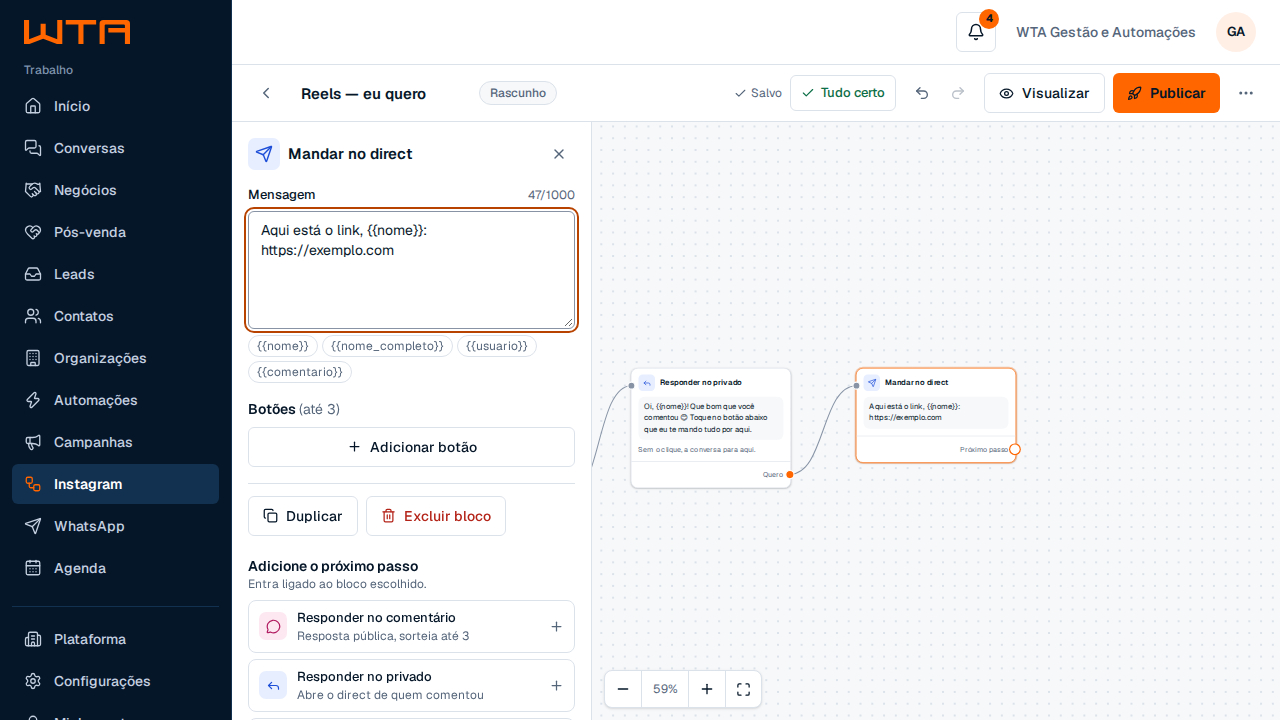 WTA
Trabalho
Início
Conversas
Negócios
Pós-venda
Leads
Contatos
Organizações
Automações
Campanhas
Instagram
WhatsApp
Agenda
Plataforma
Configurações
4
WTA Gestão e Automações
GA
Reels — eu quero
Rascunho
Salvo
Tudo certo
Visualizar
Publicar
Mandar no direct
Mensagem
47/1000
Aqui está o link, {{nome}}:
https://exemplo.com
{{nome}}
{{nome_completo}}
{{usuario}}
{{comentario}}
Botões (até 3)
Adicionar botão
Duplicar
Excluir bloco
Adicione o próximo passo
Entra ligado ao bloco escolhido.
Responder no comentário
Resposta pública, sorteia até 3
Responder no privado
Abre o direct de quem comentou
Responder no privado
Oi, {{nome}}! Que bom que você
comentou 😊 Toque no botão abaixo
que eu te mando tudo por aqui.
Sem o clique, a conversa para aqui.
Quero
Mandar no direct
Aqui está o link, {{nome}}:
https://exemplo.com
Próximo passo
59%